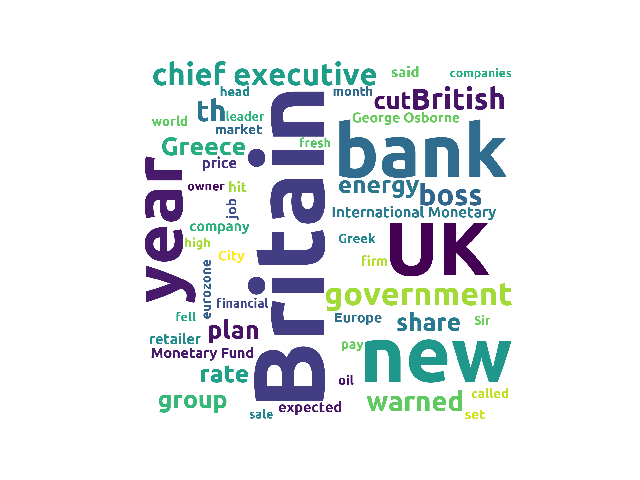 chief executive
said
companies
head
month
cut
British
th
leader
George Osborne
world
market
Greece
fresh
bank
price
Britain
year
owner
hit
energy
boss
job
International Monetary
company
UK
high
City
Greek
firm
eurozone
government
financial
fell
Europe
share
Sir
plan
retailer
Monetary Fund
pay
new
rate
oil
group
expected
warned
called
sale
set